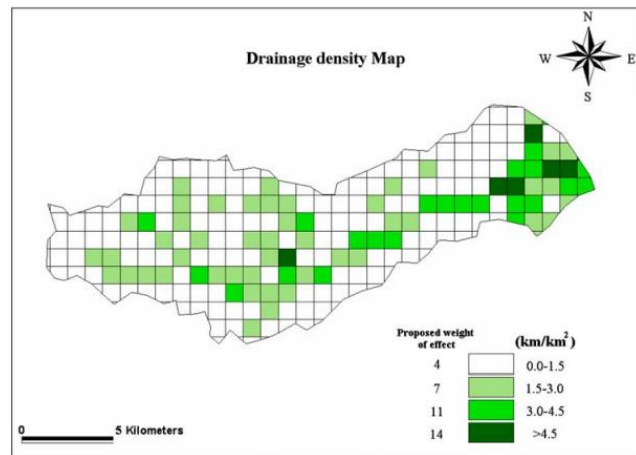 N
Drainage density Map
W E
S
Proposed weight
of effect
(km/km²)
4 0.0-1.5
7 1.5-3.0
11 3.0-4.5
14 >4.5
0 5 Kilometers